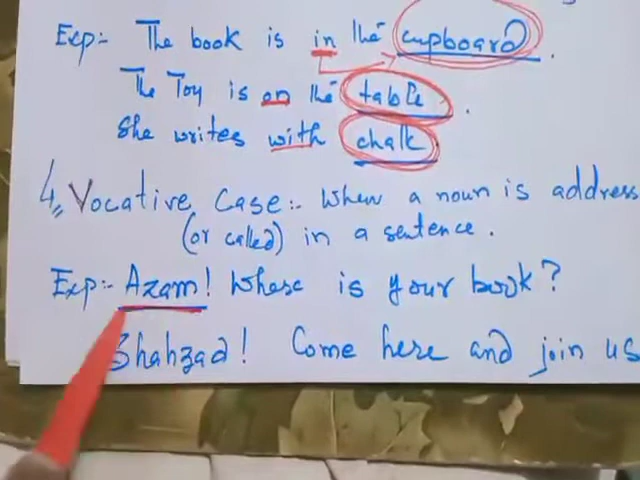 Exp:- The book is in the cupboard.
The Toy is on the table.
She writes with chalk.
4, Vocative Case:- When a noun is address
(or called) in a sentence.
Exp:- Azam! Where is your book?
Shahzad! Come here and join us